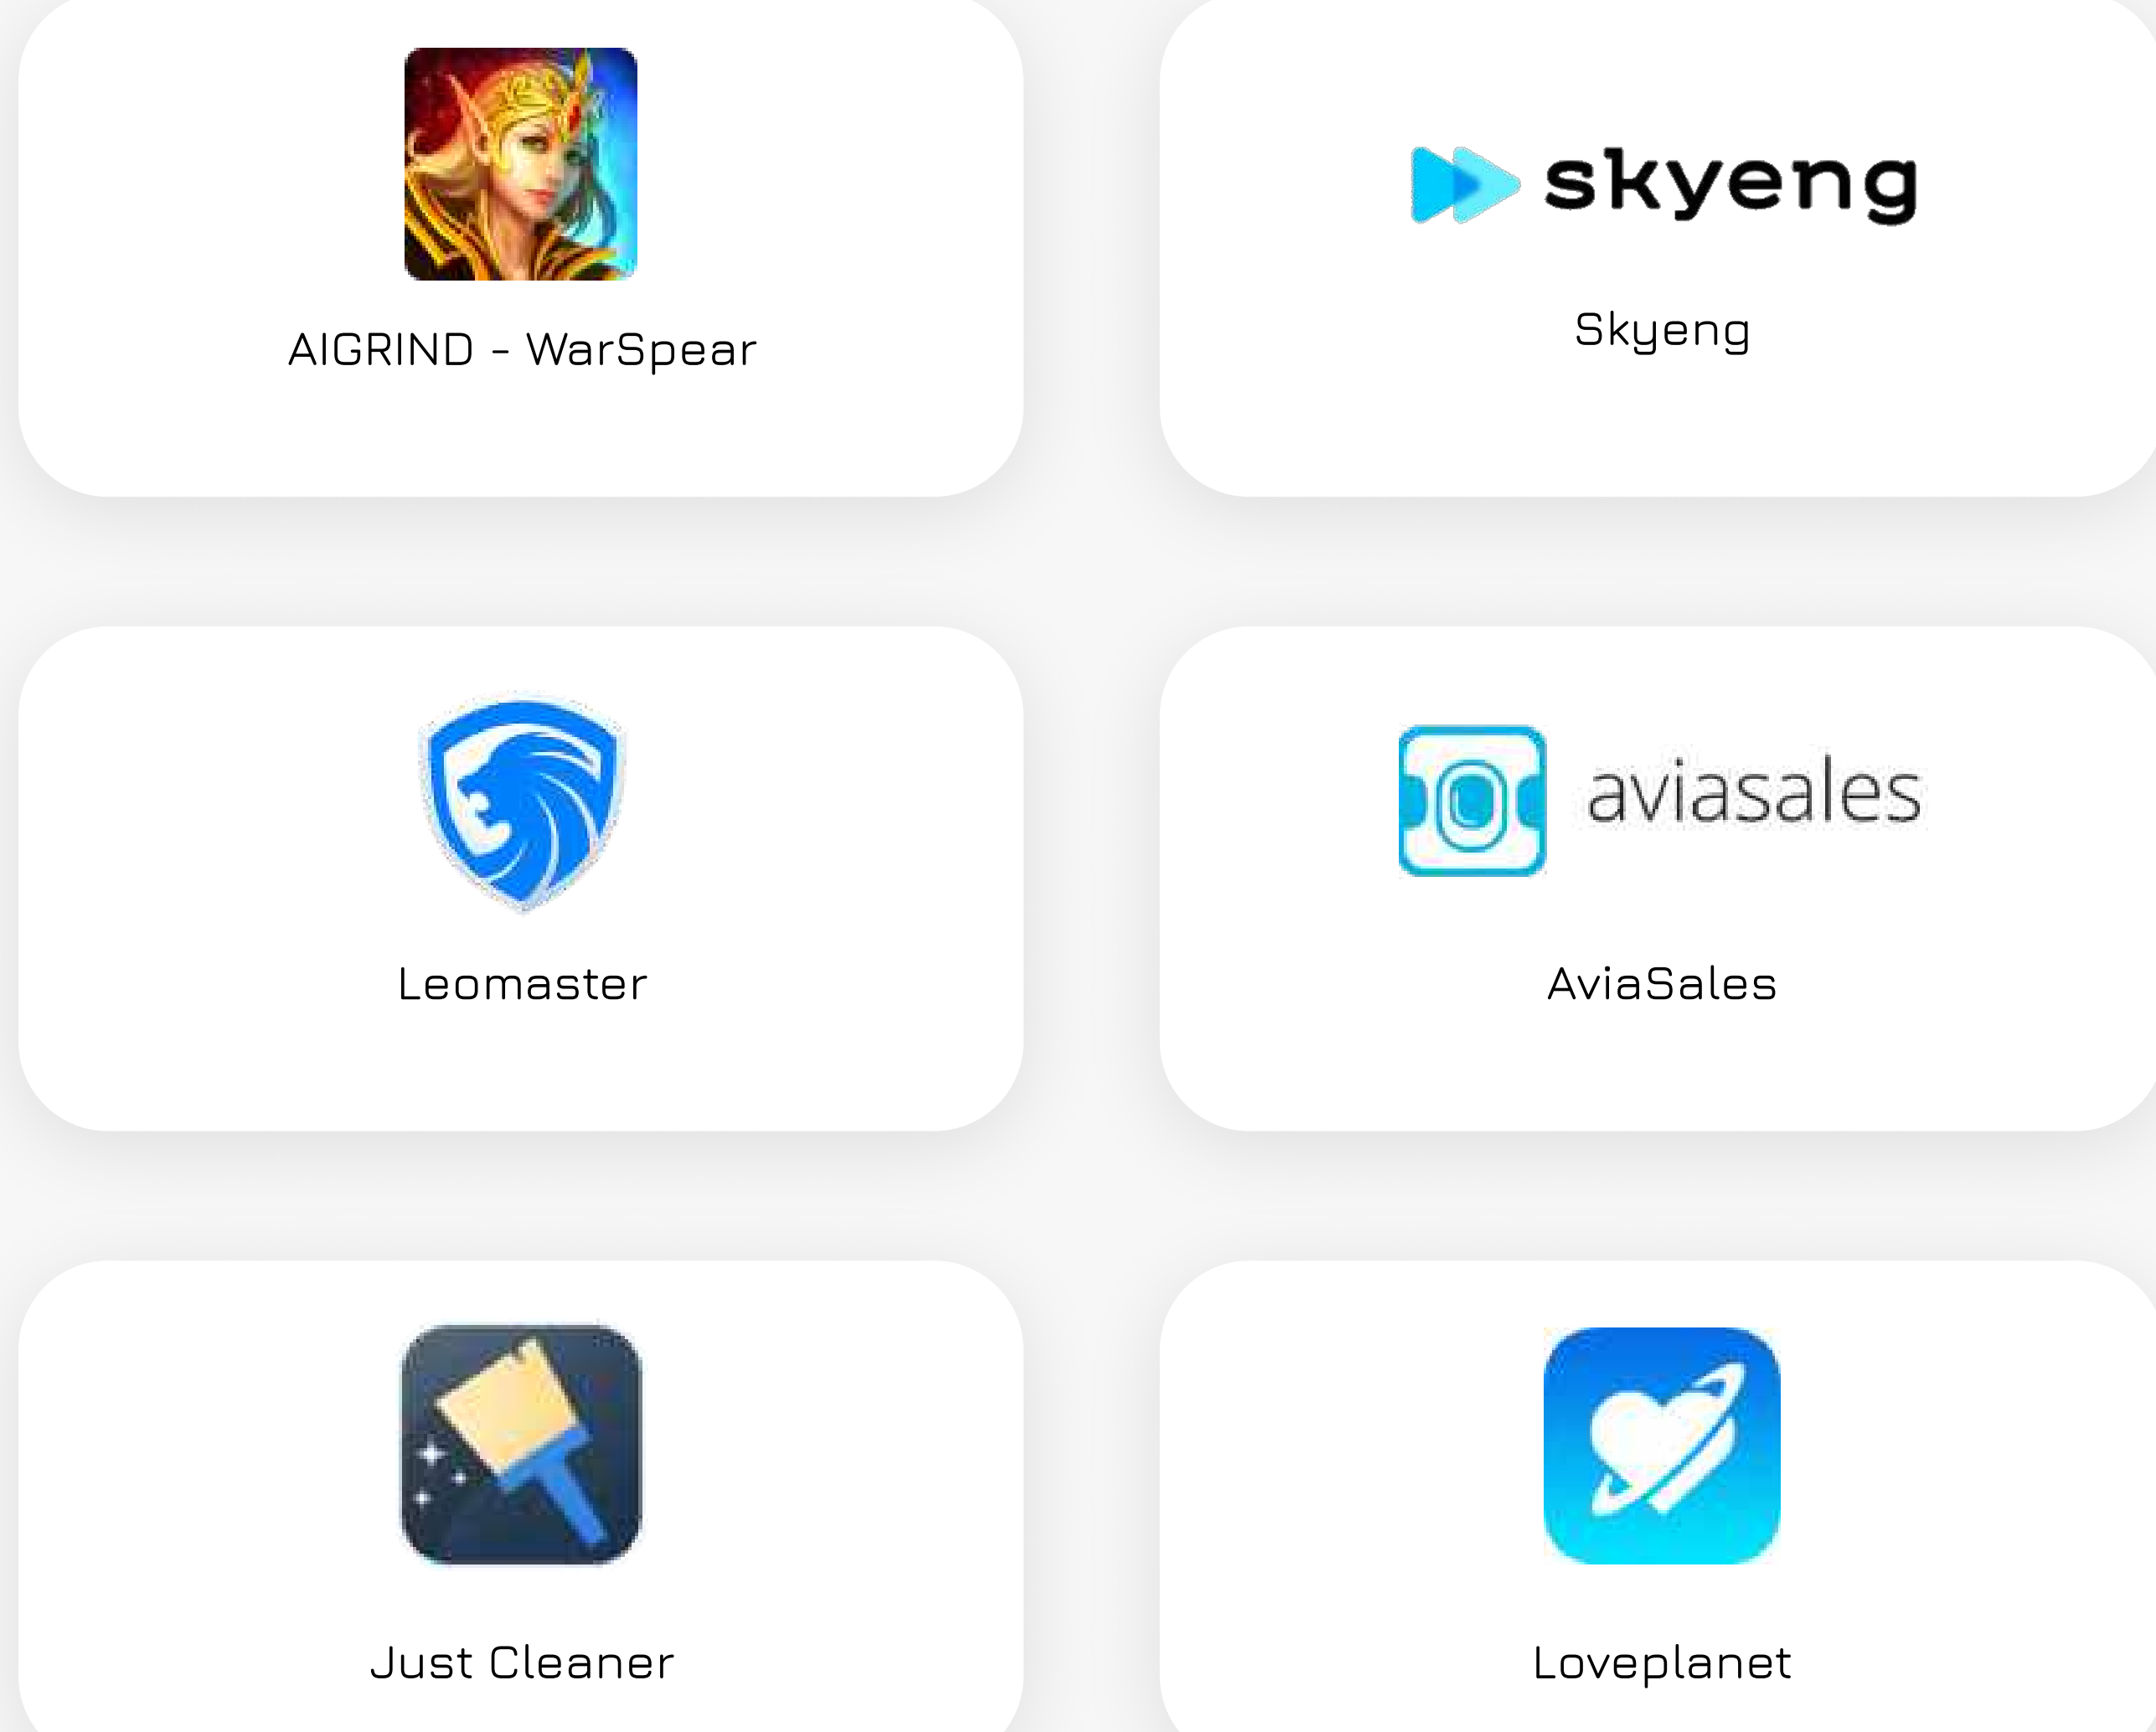 AIGRIND - WarSpear
skyeng
Skyeng
Leomaster
aviasales
AviaSales
Just Cleaner
Loveplanet